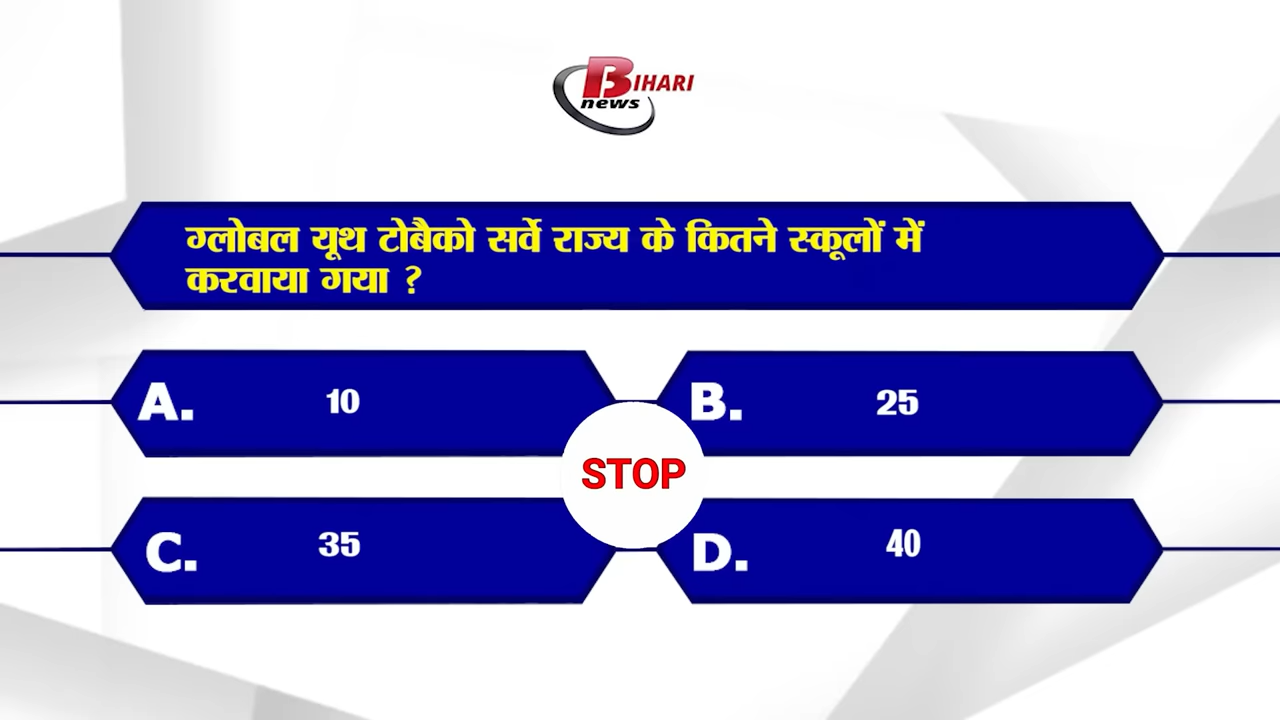 BIHARI
news
ग्लोबल यूथ टोबैको सर्वे राज्य के कितने स्कूलों में
करवाया गया ?
A. 10
B. 25
STOP
C. 35
D. 40